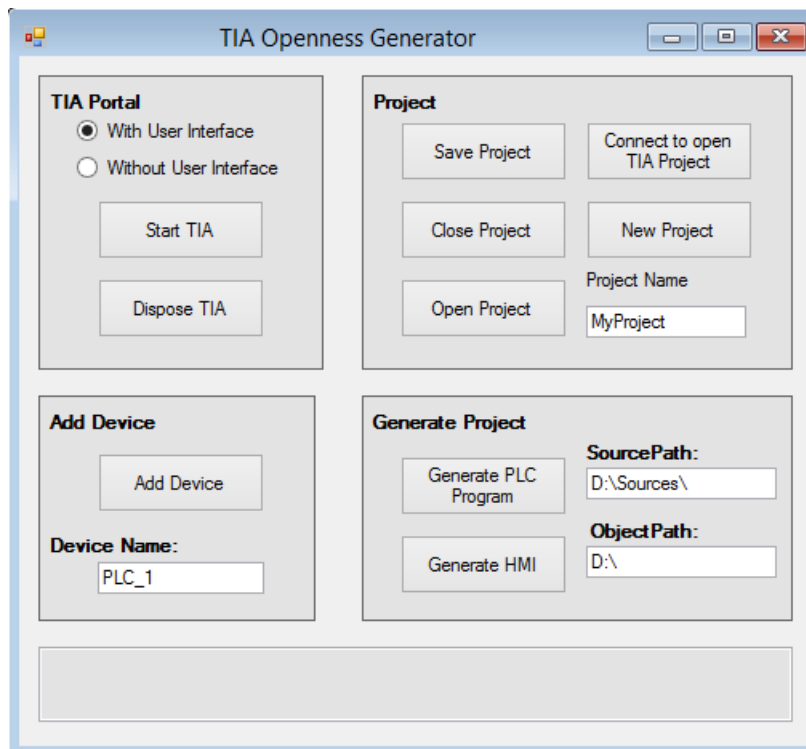 TIA Openness Generator
TIA Portal
With User Interface
Without User Interface
Start TIA
Dispose TIA
Project
Save Project
Connect to open
TIA Project
Close Project
New Project
Open Project
Project Name
MyProject
Add Device
Add Device
Device Name:
PLC_1
Generate Project
Generate PLC
Program
SourcePath:
D:\Sources\
Generate HMI
ObjectPath:
D:\